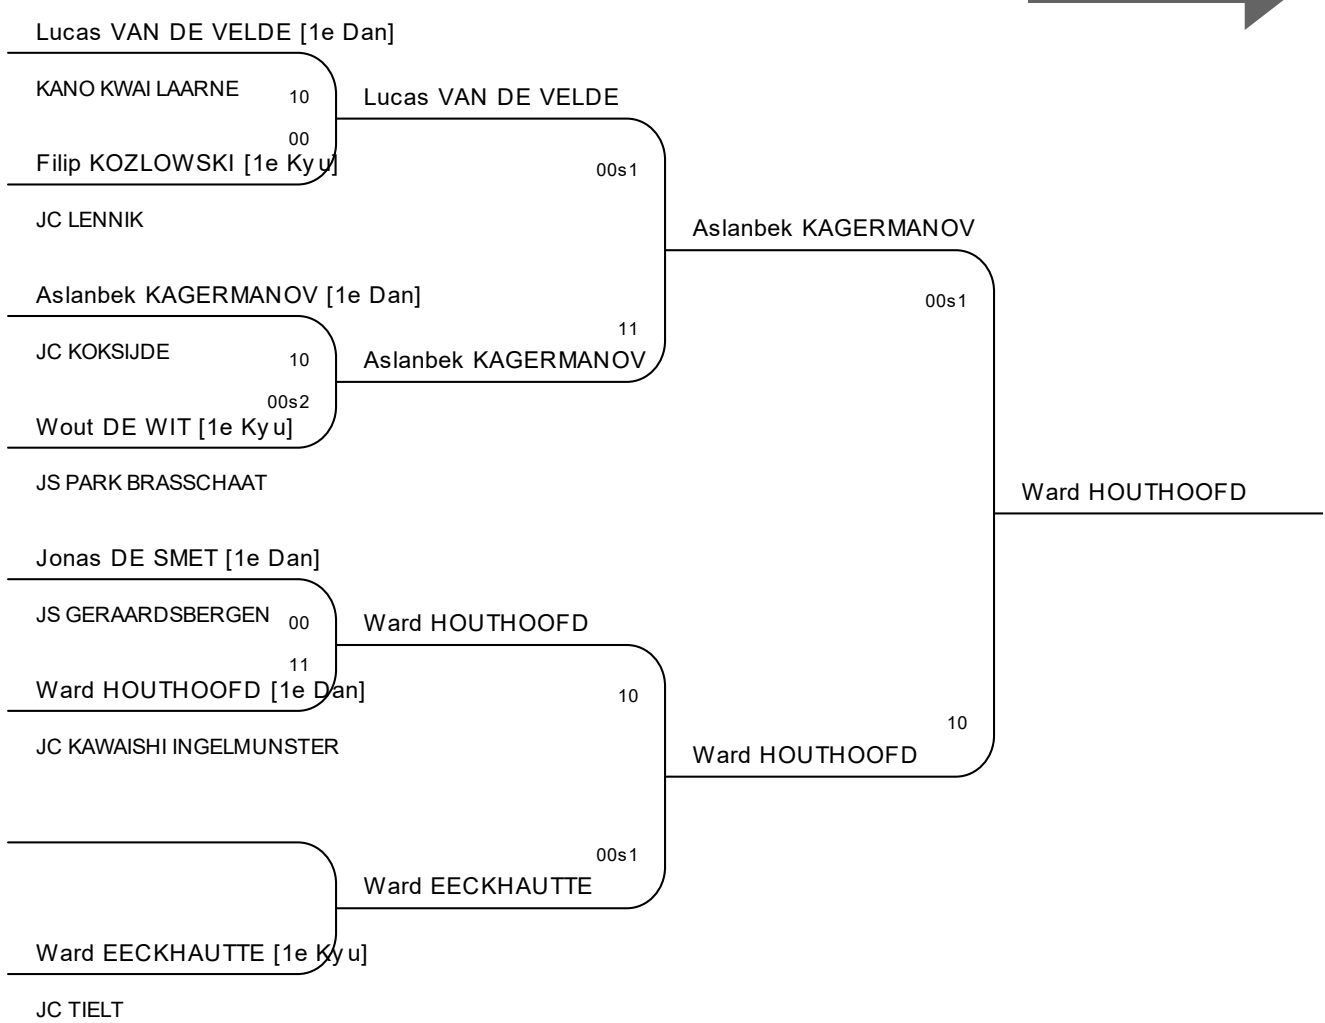 Lucas VAN DE VELDE [1e Dan]
KANO KWAI LAARNE
10
Lucas VAN DE VELDE
00
Filip KOZLOWSKI [1e Kyu]
00s1
JC LENNIK
Aslanbek KAGERMANOV
Aslanbek KAGERMANOV [1e Dan]
00s1
11
JC KOKSIJDE
10
Aslanbek KAGERMANOV
00s2
Wout DE WIT [1e Kyu]
JS PARK BRASSCHAAT
Ward HOUTHOOFD
Jonas DE SMET [1e Dan]
JS GERAARDSBERGEN
00
Ward HOUTHOOFD
11
Ward HOUTHOOFD [1e Dan]
10
10
JC KAWAISHI INGELMUNSTER
Ward HOUTHOOFD
00s1
Ward EECKHAUTTE
Ward EECKHAUTTE [1e Kyu]
JC TIELT